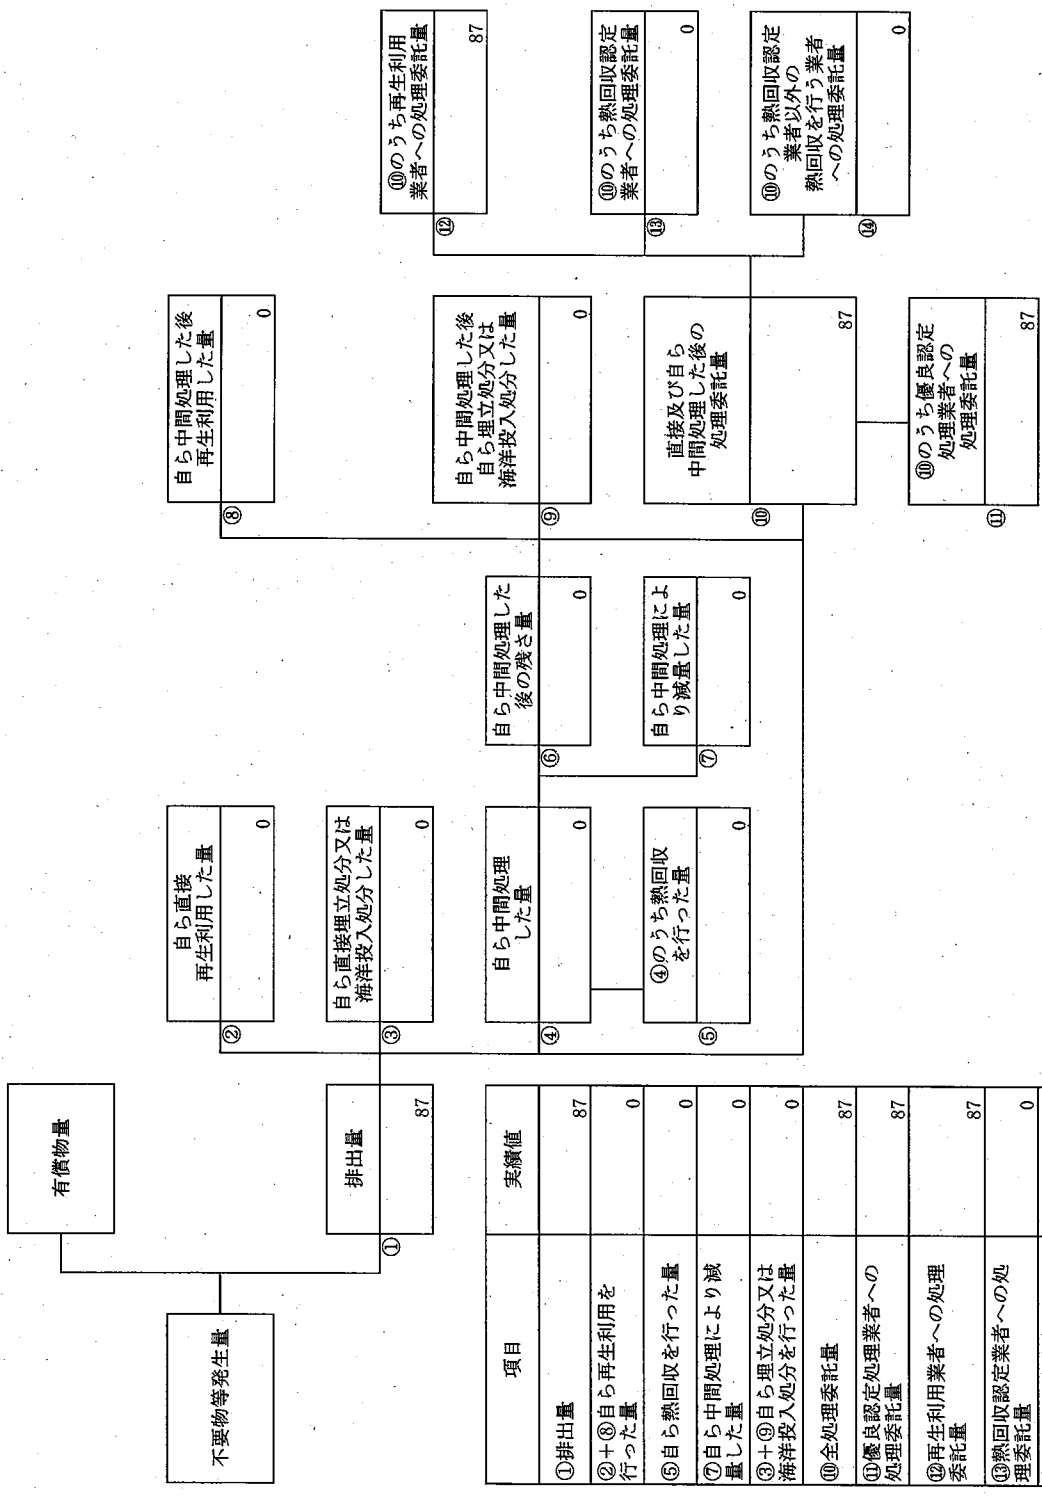 不要物等発生量
有償物量
排出量
①
87
自ら直接
再生利用した量
②
0
自ら直接埋立処分又は
海洋投入処分した量
③
0
自ら中間処理
した量
④
0
④のうち熱回収
を行った量
⑤
0
自ら中間処理した
後の残さ量
⑥
0
自ら中間処理によ
り減量した量
⑦
0
自ら中間処理した後
再生利用した量
⑧
0
自ら中間処理した後
自ら埋立処分又は
海洋投入処分した量
⑨
0
直接及び自ら
中間処理した後の
処理委託量
⑩
87
⑩のうち優良認定
処理業者への
処理委託量
⑪
87
⑩のうち再生利用
業者への処理委託量
⑫
87
⑩のうち熱回収認定
業者への処理委託量
⑬
0
⑩のうち熱回収認定
業者以外の
熱回収を行う業者
への処理委託量
⑭
0
項目 実績値
①排出量 87
②+⑧自ら再生利用を
行った量 0
⑤自ら熱回収を行った量 0
⑦自ら中間処理により減
量した量 0
③+⑨自ら埋立処分又は
海洋投入処分を行った量 0
⑩全処理委託量 87
⑪優良認定処理業者への
処理委託量 87
⑫再生利用業者への処理
委託量 87
⑬熱回収認定業者への処
理委託量 0